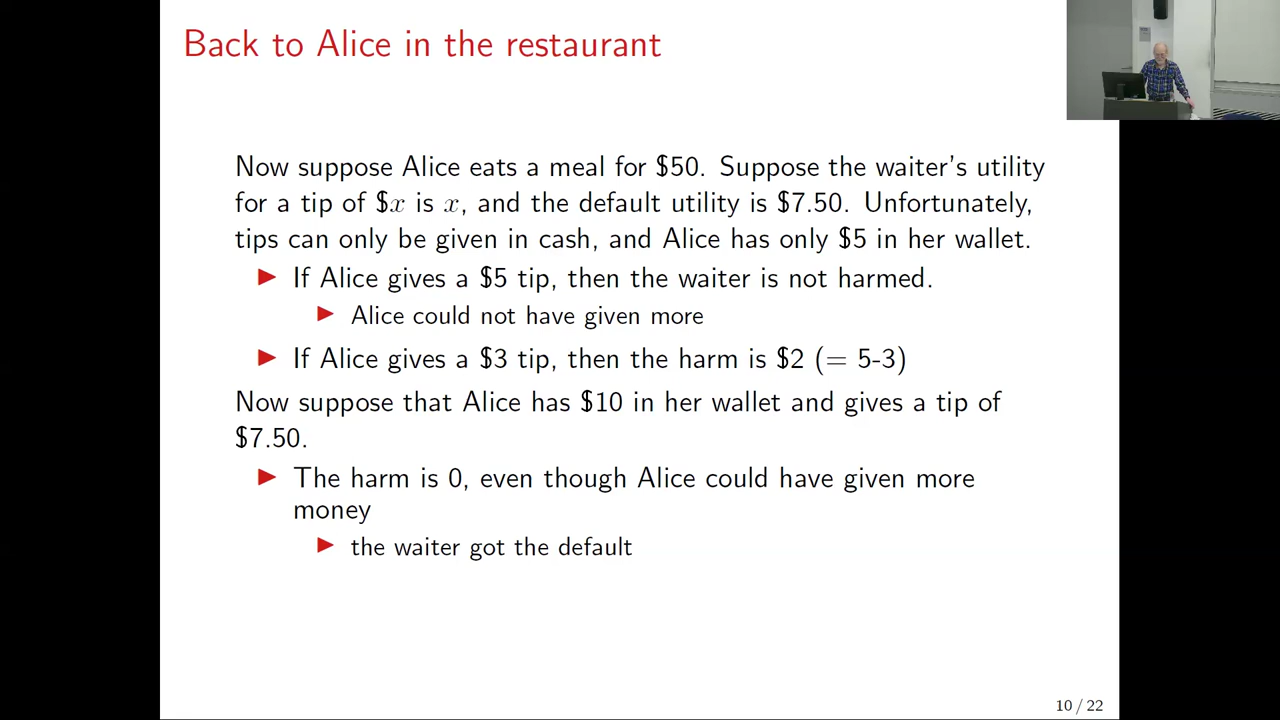 Back to Alice in the restaurant
Now suppose Alice eats a meal for $50. Suppose the waiter's utility
for a tip of $x is x, and the default utility is $7.50. Unfortunately,
tips can only be given in cash, and Alice has only $5 in her wallet.
▶ If Alice gives a $5 tip, then the waiter is not harmed.
▶ Alice could not have given more
▶ If Alice gives a $3 tip, then the harm is $2 (= 5-3)
Now suppose that Alice has $10 in her wallet and gives a tip of
$7.50.
▶ The harm is 0, even though Alice could have given more
money
▶ the waiter got the default
10 / 22